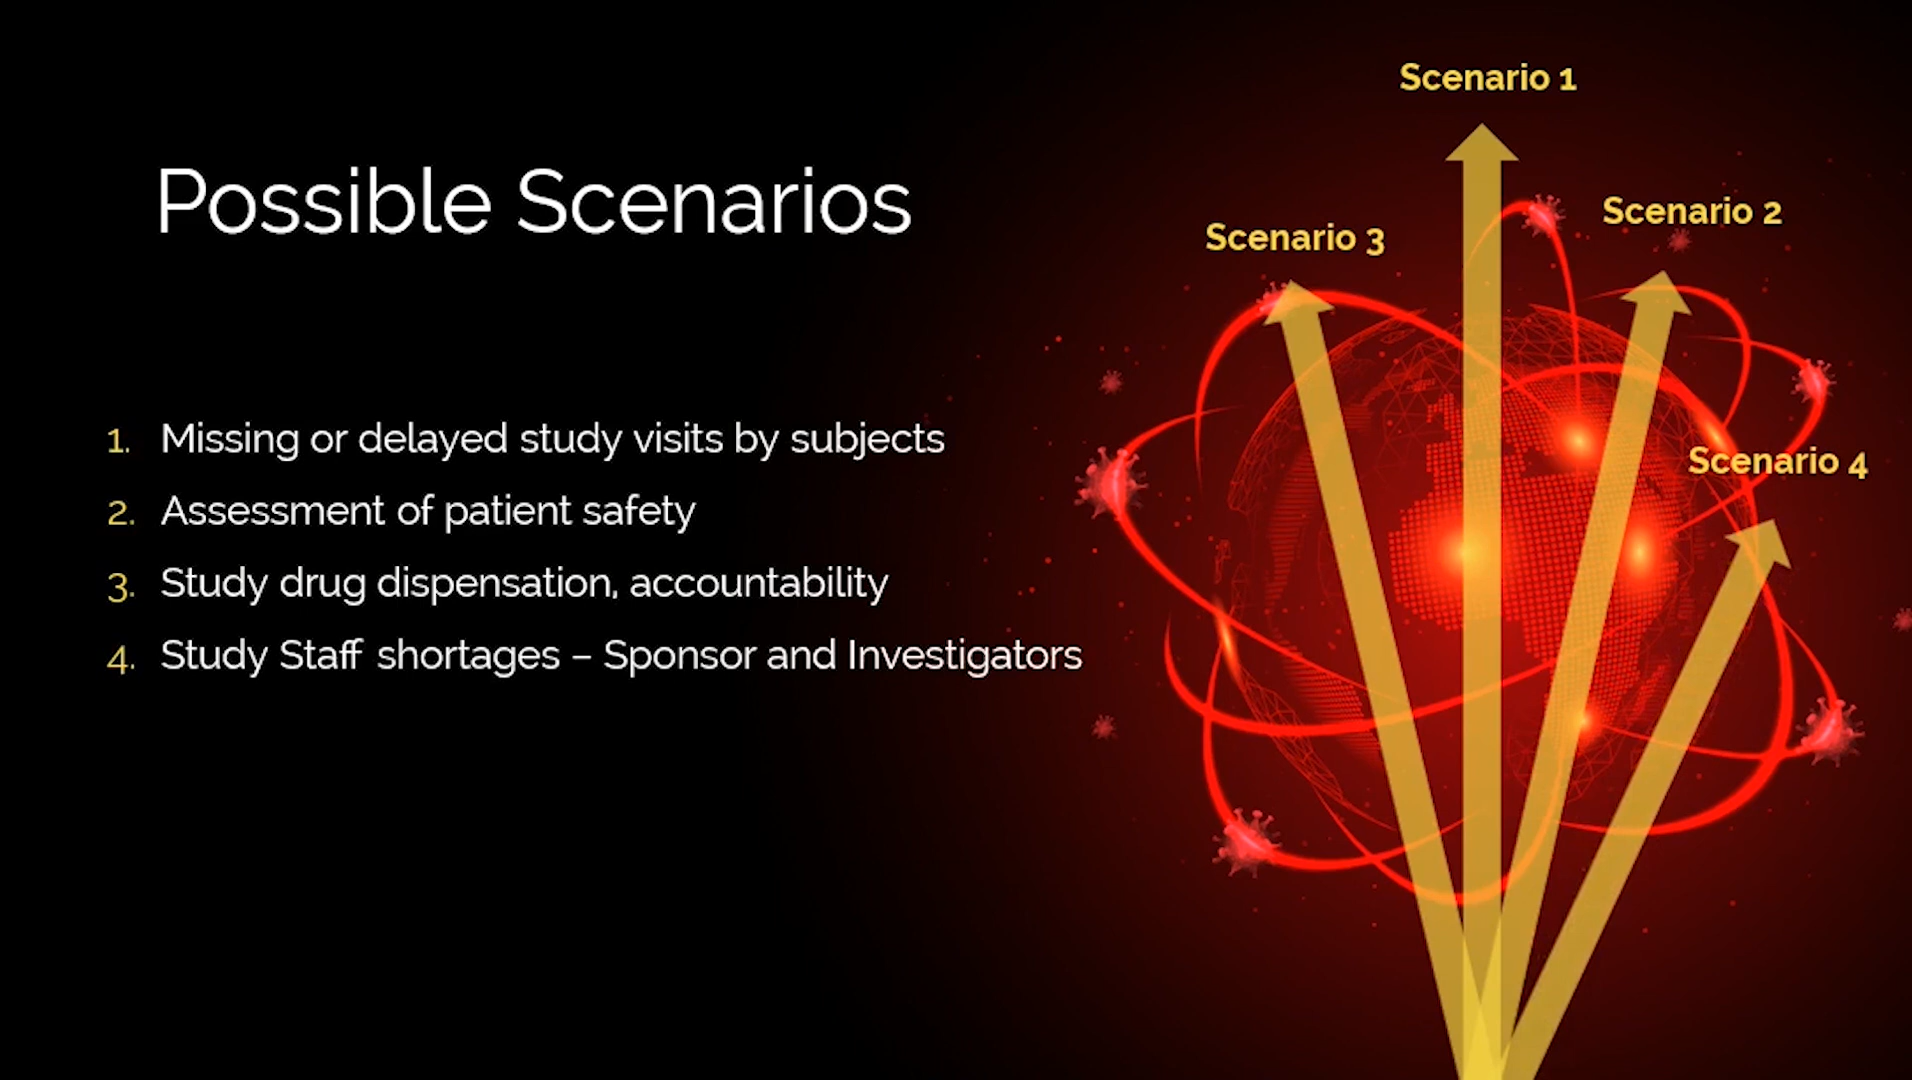 Possible Scenarios
1. Missing or delayed study visits by subjects
2. Assessment of patient safety
3. Study drug dispensation, accountability
4. Study Staff shortages – Sponsor and Investigators
Scenario 1
Scenario 2
Scenario 3
Scenario 4